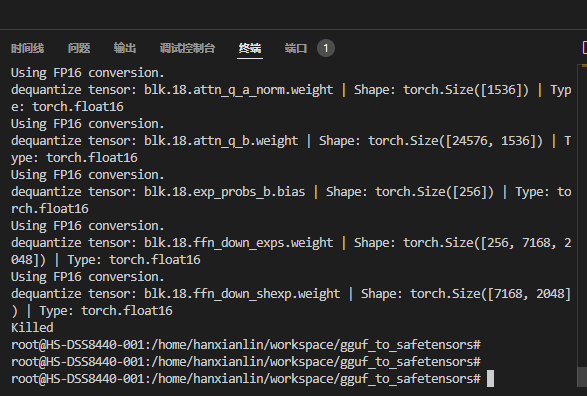 时间线 问题 输出 调试控制台 终端 端口 1
Using FP16 conversion.
dequantize tensor: blk.18.attn_q_a_norm.weight | Shape: torch.Size([1536]) | Typ
e: torch.float16
Using FP16 conversion.
dequantize tensor: blk.18.attn_q_b.weight | Shape: torch.Size([24576, 1536]) | T
ype: torch.float16
Using FP16 conversion.
dequantize tensor: blk.18.exp_probs_b.bias | Shape: torch.Size([256]) | Type: to
rch.float16
Using FP16 conversion.
dequantize tensor: blk.18.ffn_down_exps.weight | Shape: torch.Size([256, 7168, 2
048]) | Type: torch.float16
Using FP16 conversion.
dequantize tensor: blk.18.ffn_down_shexp.weight | Shape: torch.Size([7168, 2048]
) | Type: torch.float16
Killed
root@HS-DSS8440-001:/home/hanxianlin/workspace/gguf_to_safetensors#
root@HS-DSS8440-001:/home/hanxianlin/workspace/gguf_to_safetensors#
root@HS-DSS8440-001:/home/hanxianlin/workspace/gguf_to_safetensors#